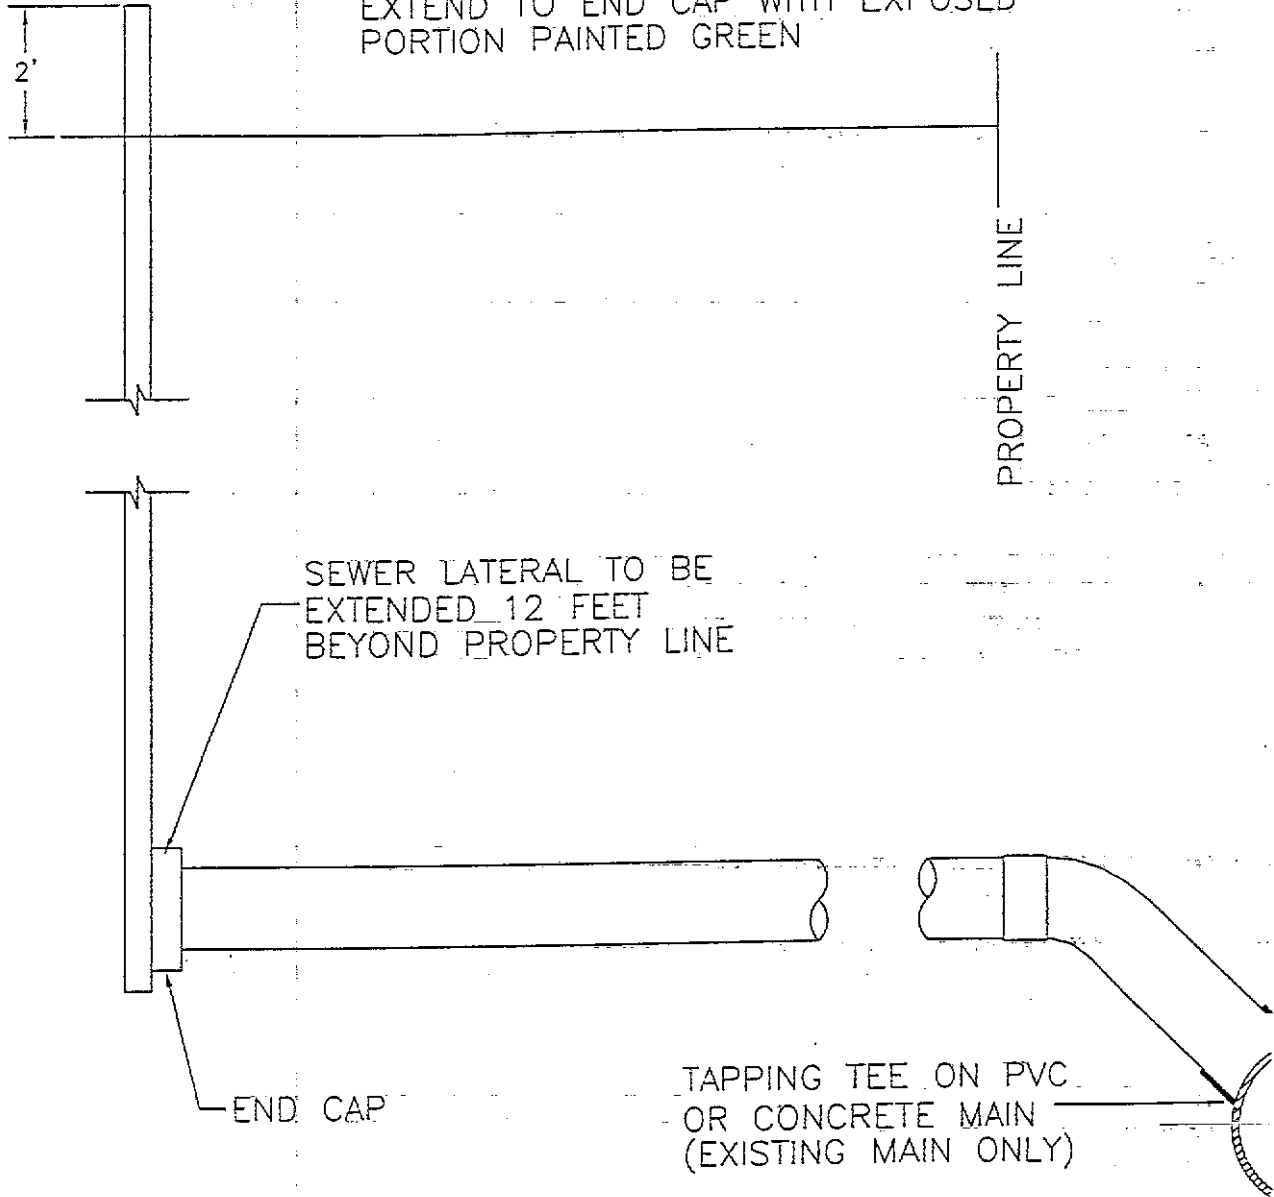 EXTEND TO END CAP WITH EXPOSED
PORTION PAINTED GREEN
2'
PROPERTY LINE
SEWER LATERAL TO BE
EXTENDED 12 FEET
BEYOND PROPERTY LINE
END CAP
TAPPING TEE ON PVC
OR CONCRETE MAIN
(EXISTING MAIN ONLY)